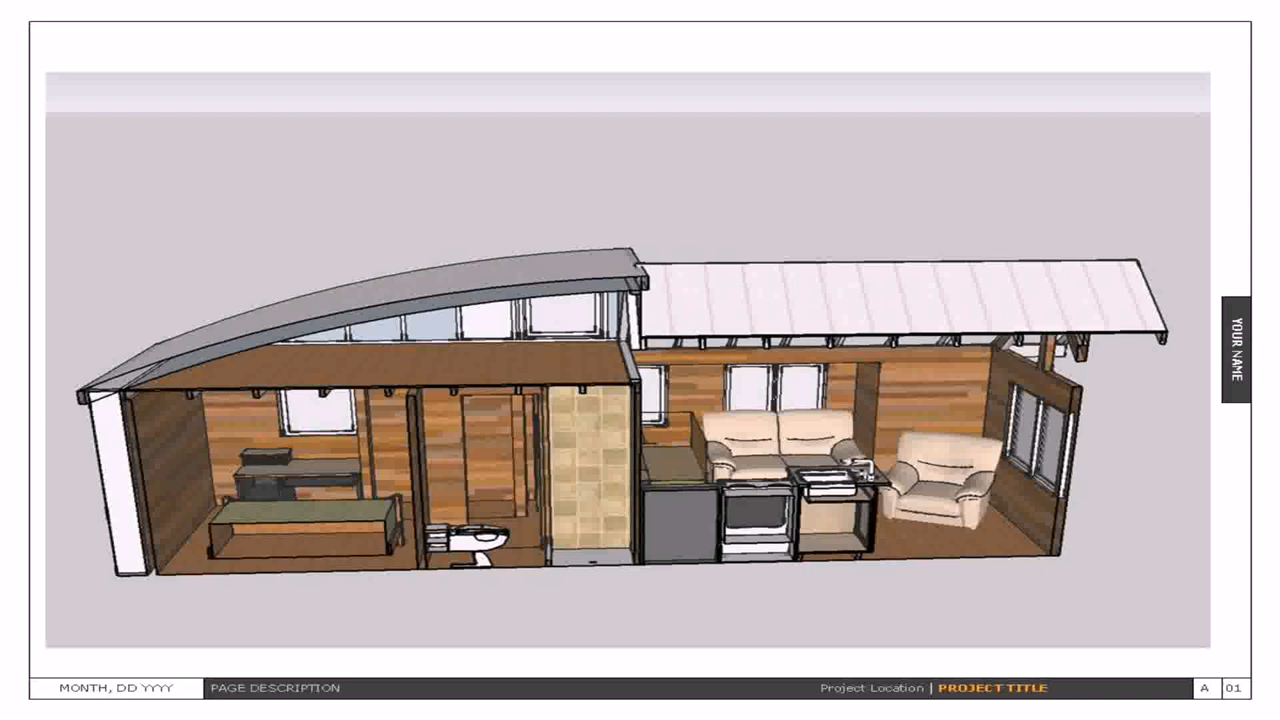 YOUR NAME
MONTH, DD YYYY
PAGE DESCRIPTION
Project Location | PROJECT TITLE
A 01